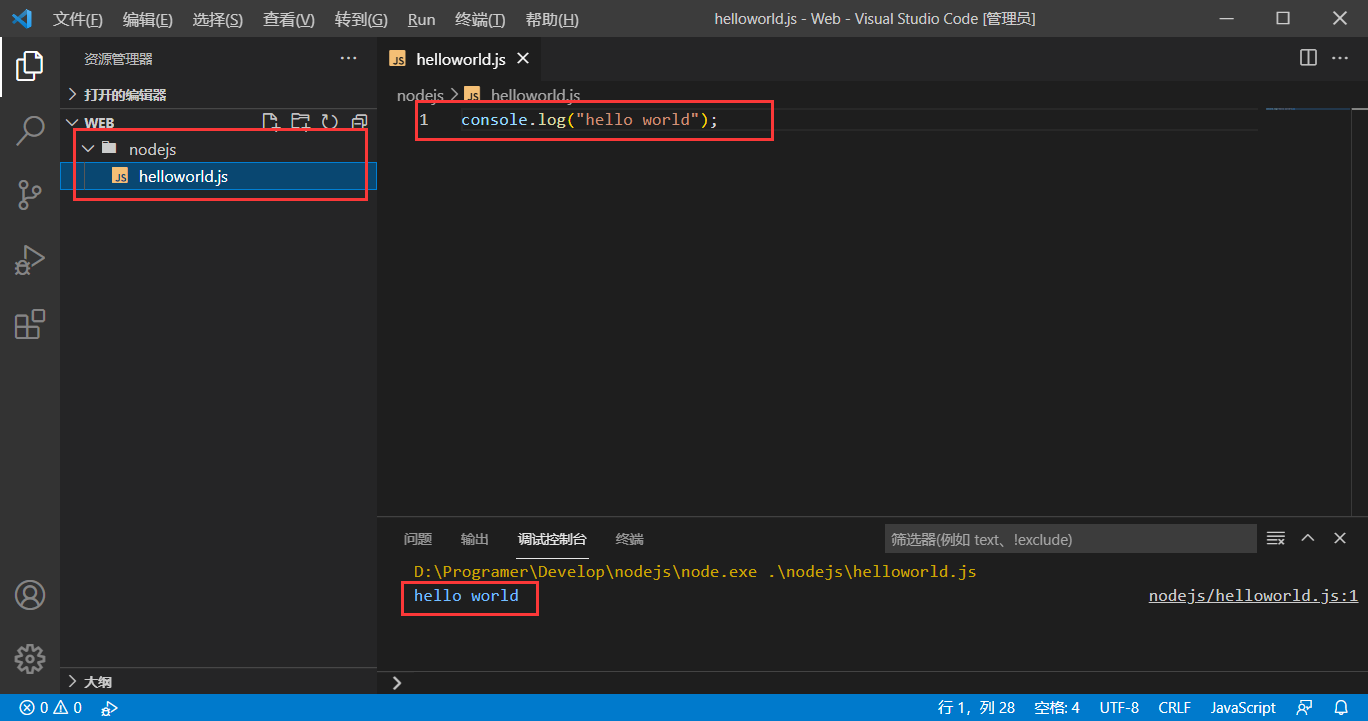 文件(F) 编辑(E) 选择(S) 查看(V) 转到(G) Run 终端(T) 帮助(H) helloworld.js - Web - Visual Studio Code [管理员]
资源管理器
JS helloworld.js
打开的编辑器
nodejs JS helloworld.js
WEB
1 console.log("hello world");
nodejs
JS helloworld.js
问题 输出 调试控制台 终端 筛选器(例如 text、!exclude)
D:\Programer\Develop\nodejs\node.exe .\nodejs\helloworld.js
hello world nodejs/helloworld.js:1
大纲
0 0 行 1，列 28 空格: 4 UTF-8 CRLF JavaScript